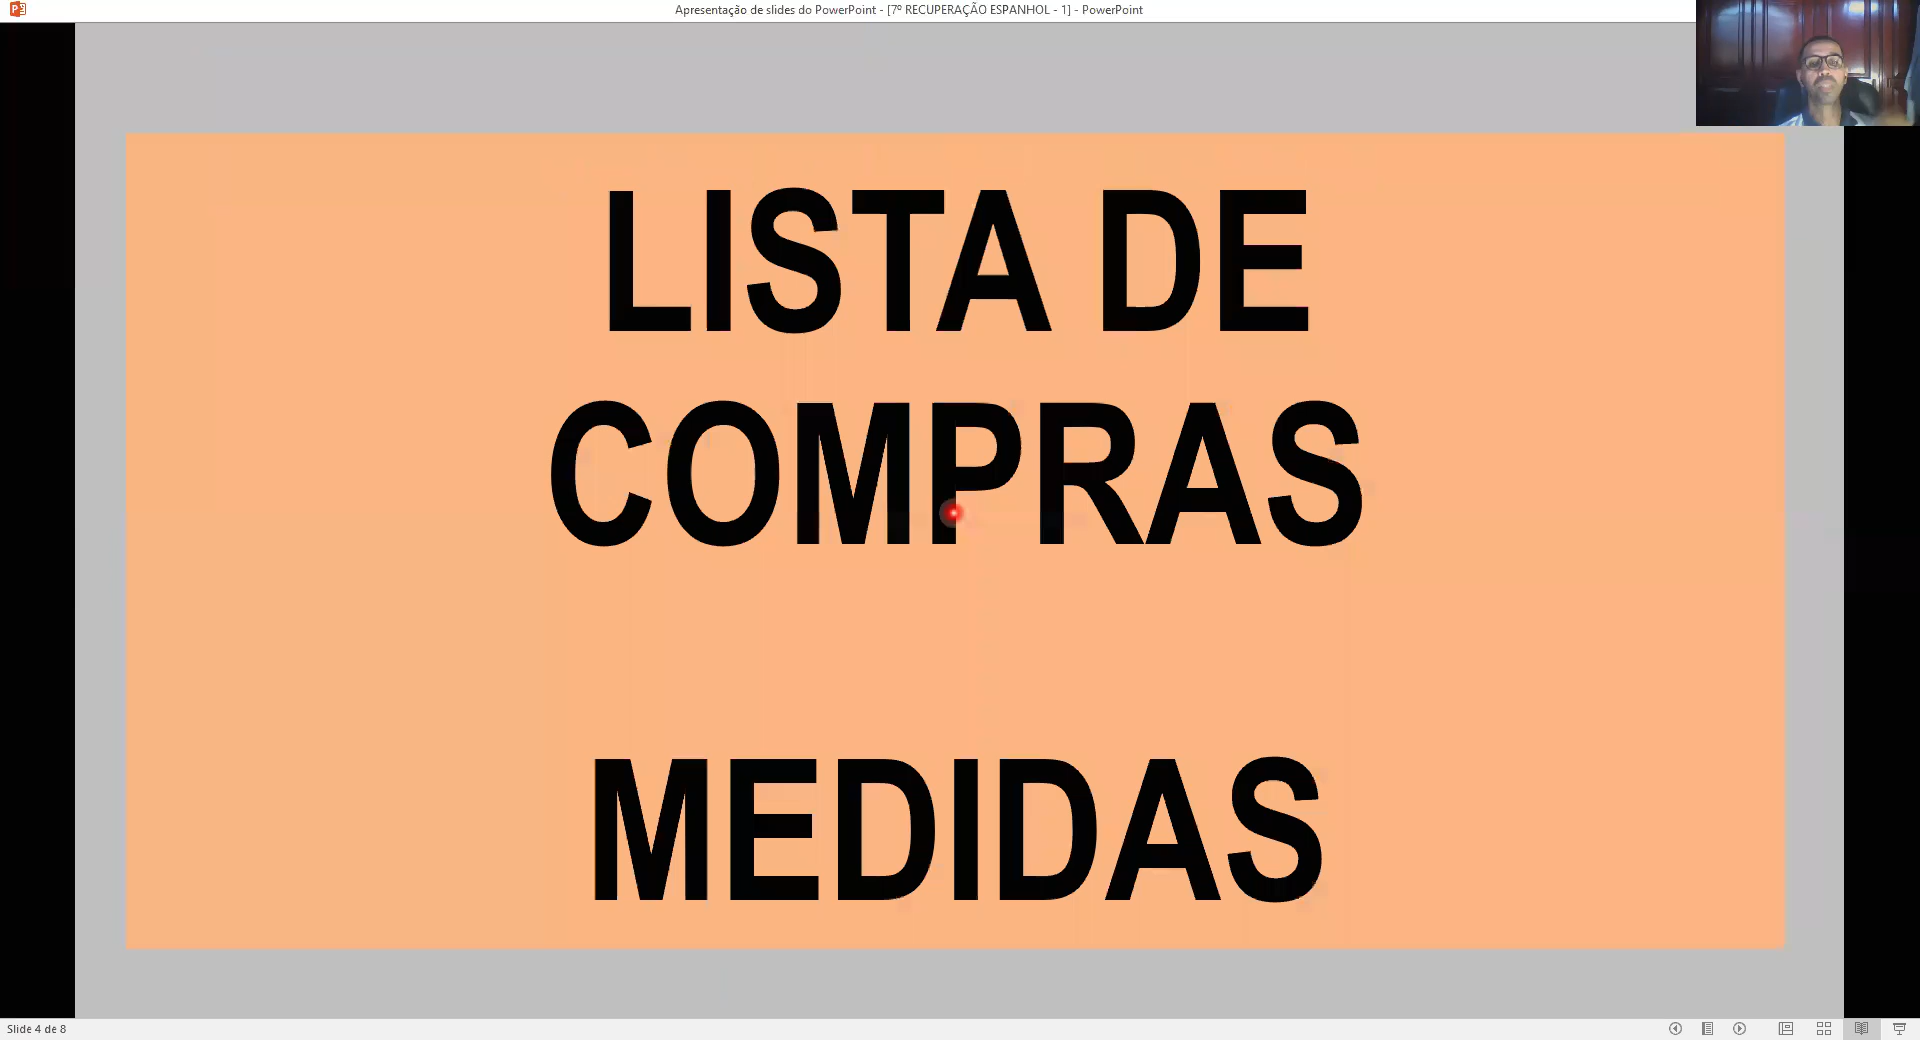 Apresentação de slides do PowerPoint - [7º RECUPERAÇÃO ESPANHOL - 1] - PowerPoint
LISTA DE
COMPRAS
MEDIDAS
Slide 4 de 8